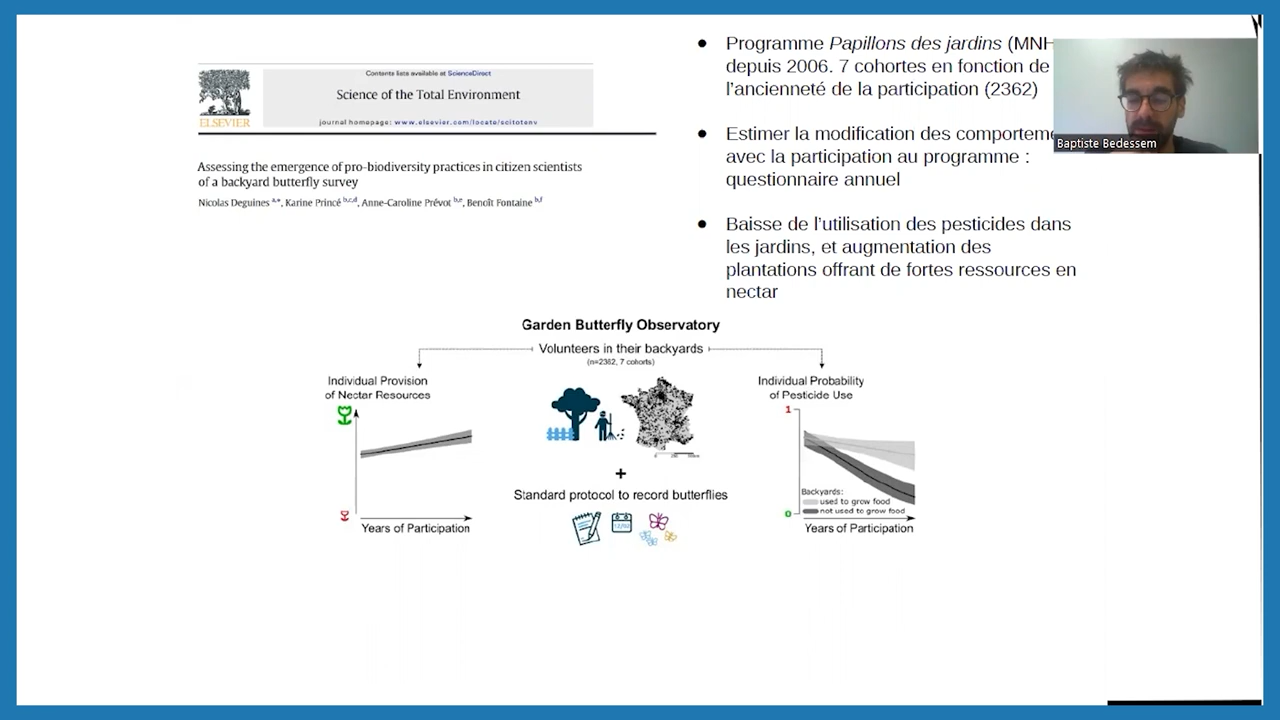 Contents lists available at ScienceDirect
Science of the Total Environment
journal homepage: www.elsevier.com/locate/scitotenv
ELSEVIER
Assessing the emergence of pro-biodiversity practices in citizen scientists
of a backyard butterfly survey
Nicolas Deguines a,*, Karine Princé b,c,d, Anne-Caroline Prévot b,e, Benoît Fontaine b,f
● Programme Papillons des jardins (MNH
depuis 2006. 7 cohortes en fonction de
l'ancienneté de la participation (2362)
● Estimer la modification des comporteme
avec la participation au programme :
questionnaire annuel
● Baisse de l'utilisation des pesticides dans
les jardins, et augmentation des
plantations offrant de fortes ressources en
nectar
Baptiste Bedessem
Garden Butterfly Observatory
Volunteers in their backyards
(n=2362, 7 cohorts)
Individual Provision
of Nectar Resources
Years of Participation
+
Standard protocol to record butterflies
Individual Probability
of Pesticide Use
1
Backyards:
used to grow food
not used to grow food
0
Years of Participation